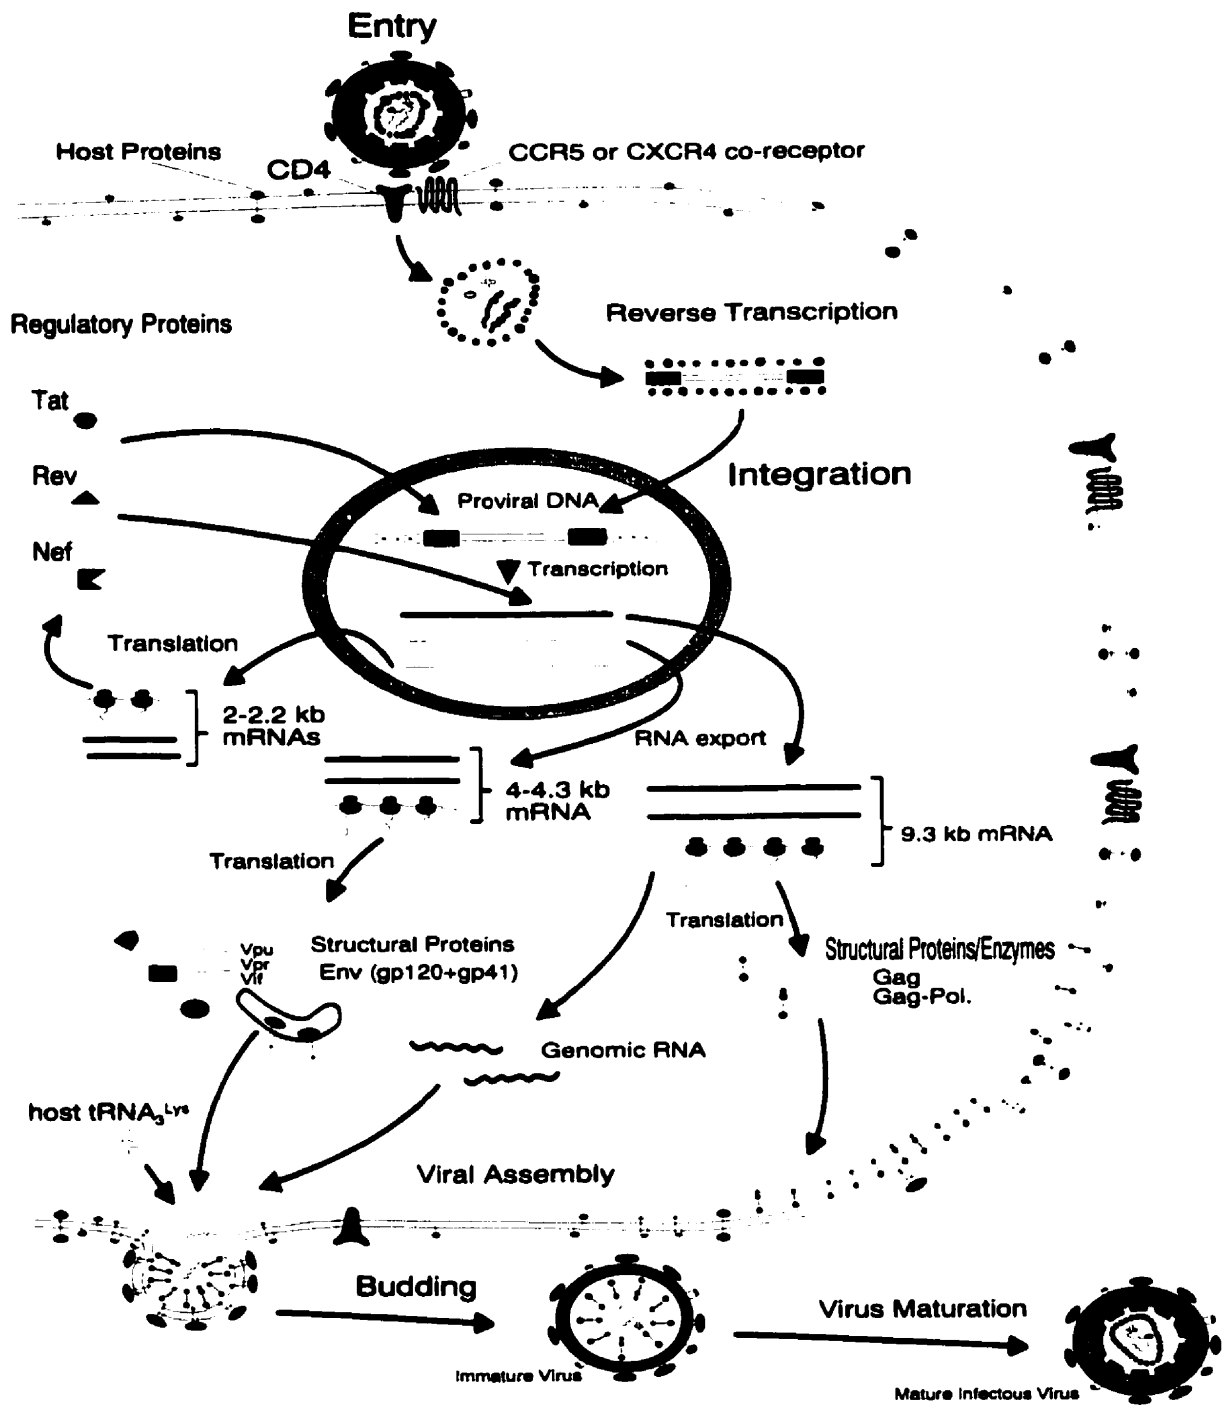 Entry
Host Proteins
CD4
CCR5 or CXCR4 co-receptor
Regulatory Proteins
Reverse Transcription
Tat
Rev
Nef
Integration
Proviral DNA
Transcription
Translation
2-2.2 kb
mRNAs
RNA export
4-4.3 kb
mRNA
9.3 kb mRNA
Translation
Translation
Vpu
Vpr
Vif
Structural Proteins
Env (gp120+gp41)
Structural Proteins/Enzymes
Gag
Gag-Pol.
Genomic RNA
host tRNA₃ᴸʸˢ
Viral Assembly
Budding
Virus Maturation
Immature Virus
Mature Infectous Virus